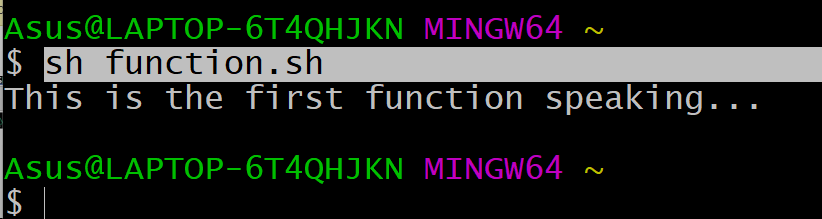 Asus@LAPTOP-6T4QHJKN MINGW64 ~
$ sh function.sh
This is the first function speaking...
Asus@LAPTOP-6T4QHJKN MINGW64 ~
$